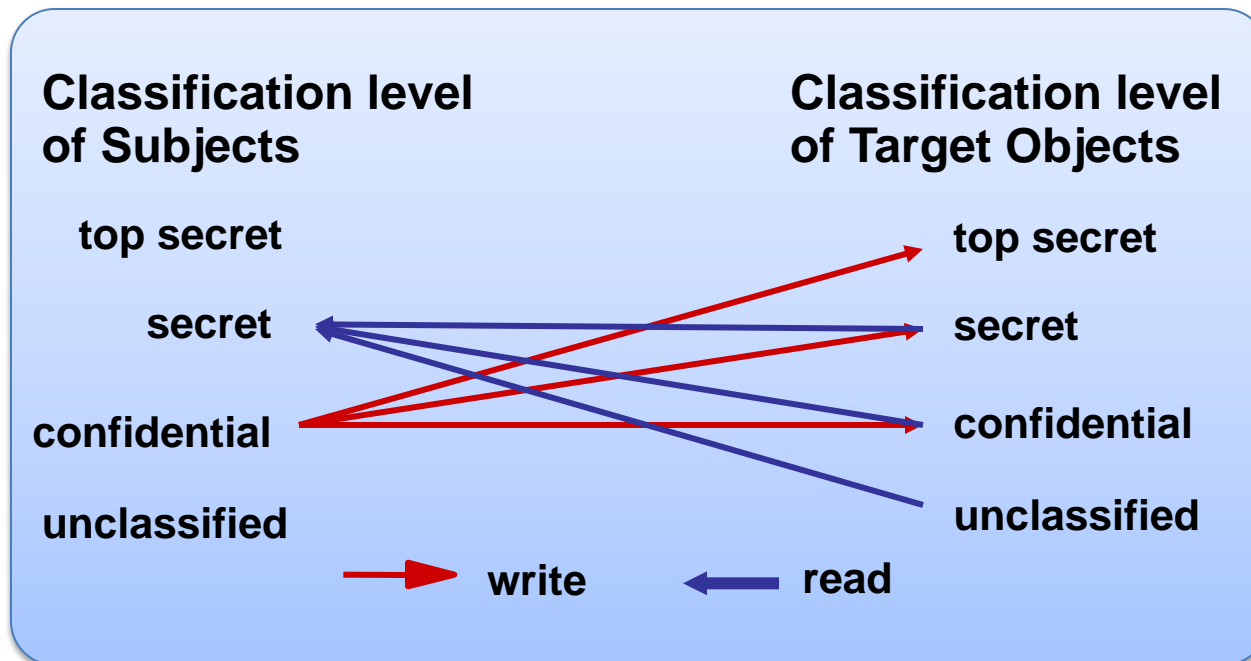 Classification level
of Subjects
Classification level
of Target Objects
top secret
secret
confidential
unclassified
top secret
secret
confidential
unclassified
write
read